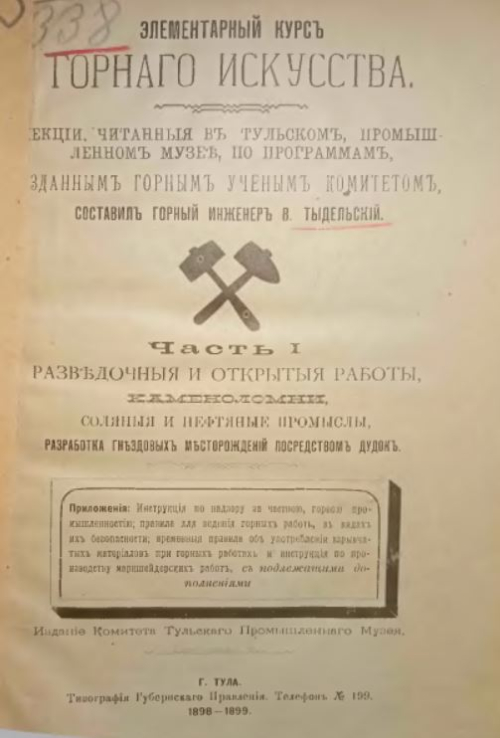 338
ЭЛЕМЕНТАРНЫЙ КУРСЪ
ГОРНАГО ИСКУССТВА.
ЕКЦІИ, ЧИТАННЫЯ ВЪ ТУЛЬСКОМЪ, ПРОМЫШ-
ЛЕННОМЪ МУЗЕѢ, ПО ПРОГРАММАМЪ,
ЗДАННЫМЪ ГОРНЫМЪ УЧЕНЫМЪ КОМИТЕТОМЪ,
СОСТАВИЛЪ ГОРНЫЙ ИНЖЕНЕРЪ В. ТЫДЕЛЬСКІЙ.
Часть I
РАЗВѢДОЧНЫЯ И ОТКРЫТЫЯ РАБОТЫ,
КАМЕНОЛОМНИ,
СОЛЯНЫЯ И НЕФТЯНЫЕ ПРОМЫСЛЫ,
РАЗРАБОТКА ГНѢЗДОВЫХЪ МѢСТОРОЖДЕНІЙ ПОСРЕДСТВОМЪ ДУДОКЪ.
Приложенія: Инструкція по надзору за частною, горною про-
мышленностію; правила для веденія горныхъ работъ, въ видахъ
ихъ безопасности; временныя правила объ употребленіи взрывча-
тыхъ матеріаловъ при горныхъ работахъ и инструкція по про-
изводству маркшейдерскихъ работъ, съ подлежащими до-
полненіями
Изданіе Комитета Тульскаго Промышленнаго Музея.
Г. ТУЛА.
Типографія Губернскаго Правленія. Телефонъ № 199.
1898—1899.